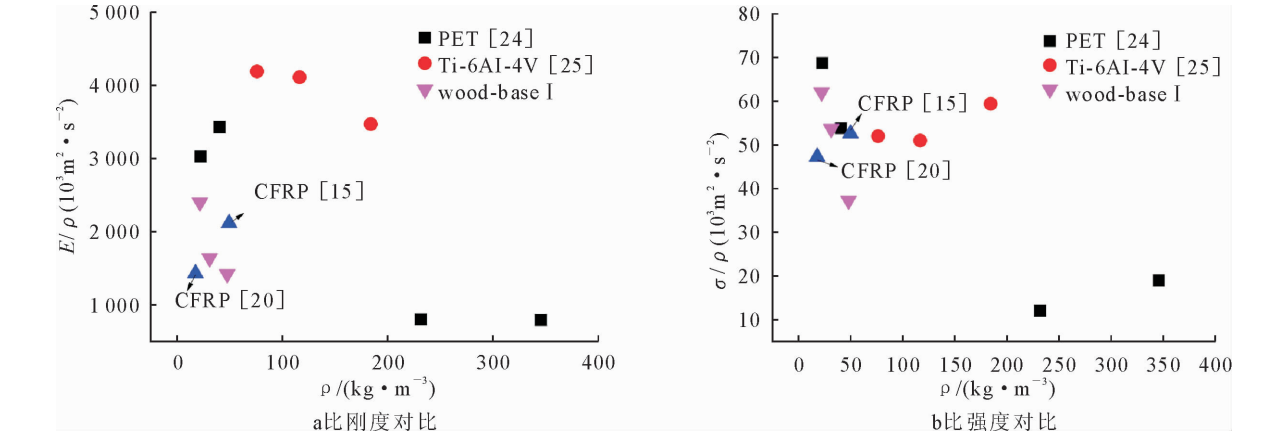 5 000
4 000
3 000
2 000
1 000
E/ρ(10³m²·s⁻²)
PET［24］
Ti-6AI-4V［25］
wood-base Ⅰ
CFRP［15］
CFRP［20］
0 100 200 300 400
ρ/(kg·m⁻³)
a比刚度对比
80
70
60
50
40
30
20
10
σ/ρ(10³m²·s⁻²)
PET［24］
Ti-6AI-4V［25］
wood-base Ⅰ
CFRP［15］
CFRP［20］
0 50 100 150 200 250 300 350 400
ρ/(kg·m⁻³)
b比强度对比